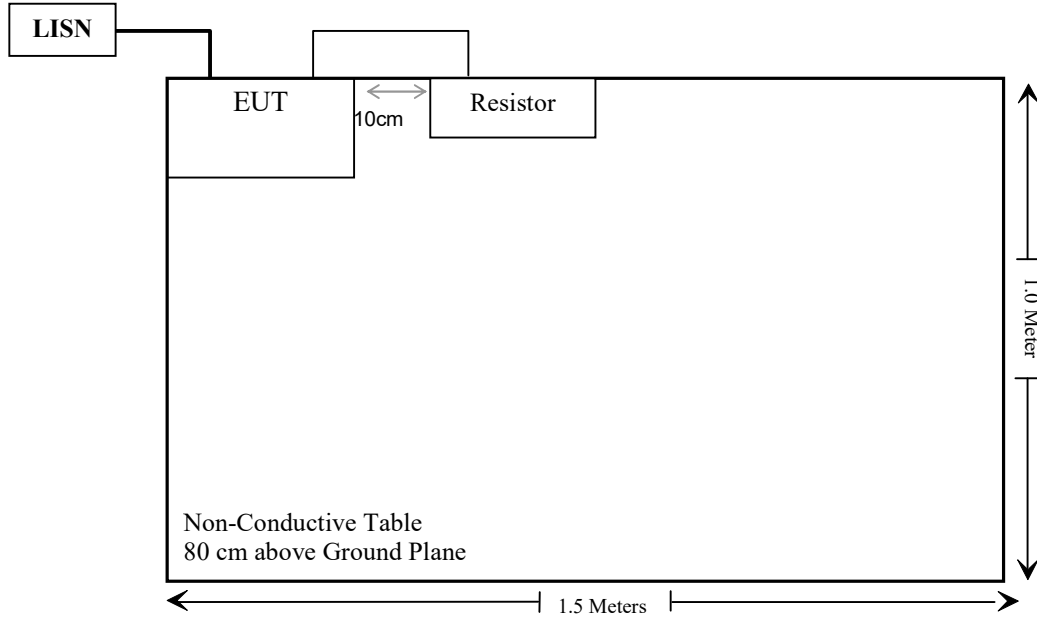 LISN
EUT
10cm
Resistor
1.0 Meter
Non-Conductive Table
80 cm above Ground Plane
1.5 Meters